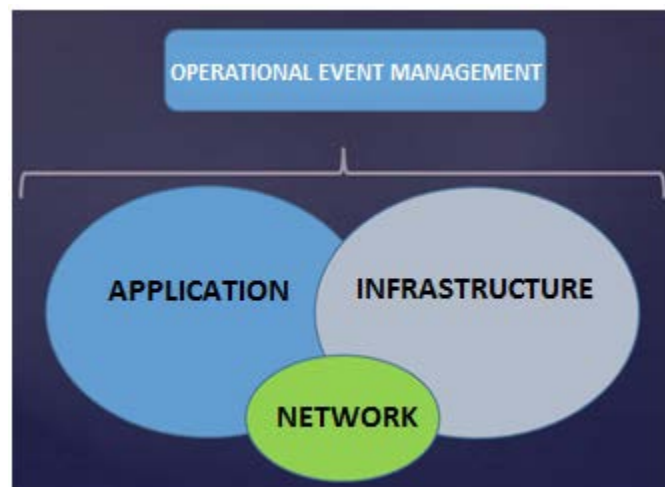 OPERATIONAL EVENT MANAGEMENT
APPLICATION
INFRASTRUCTURE
NETWORK